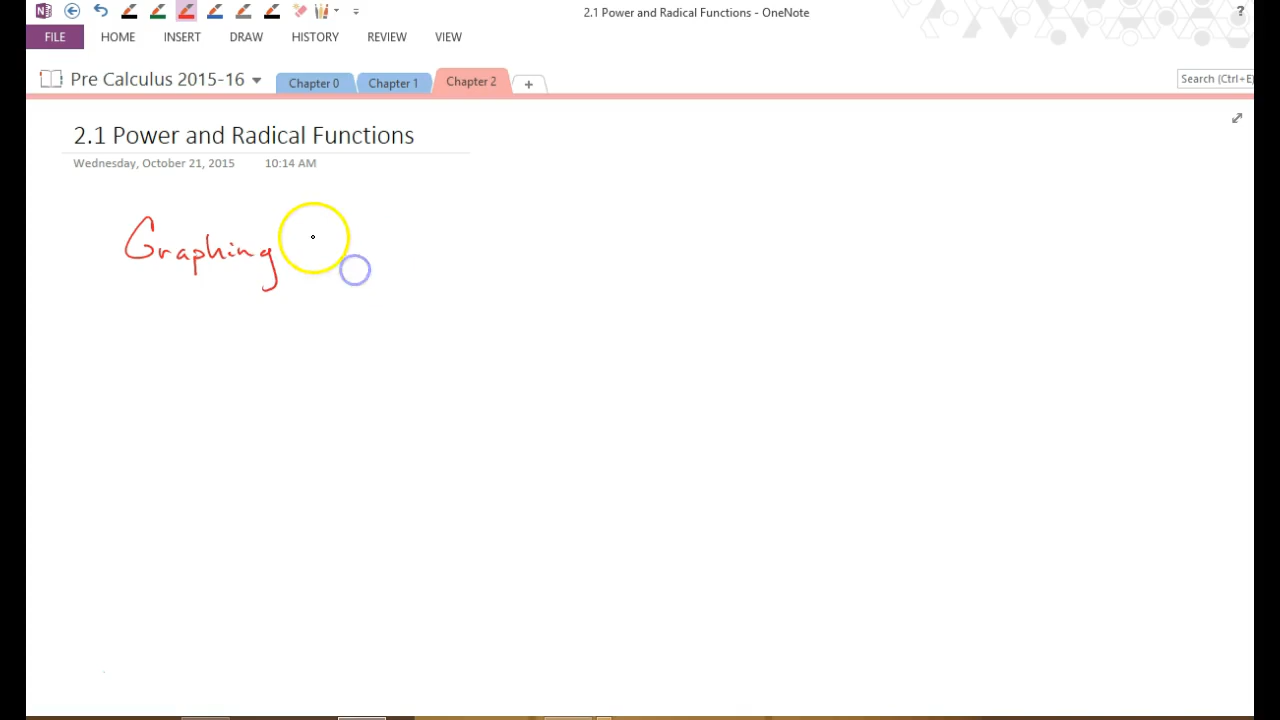 2.1 Power and Radical Functions - OneNote
?
FILE HOME INSERT DRAW HISTORY REVIEW VIEW
Pre Calculus 2015-16 Chapter 0 Chapter 1 Chapter 2 +
Search (Ctrl+E)
2.1 Power and Radical Functions
Wednesday, October 21, 2015 10:14 AM
Graphing